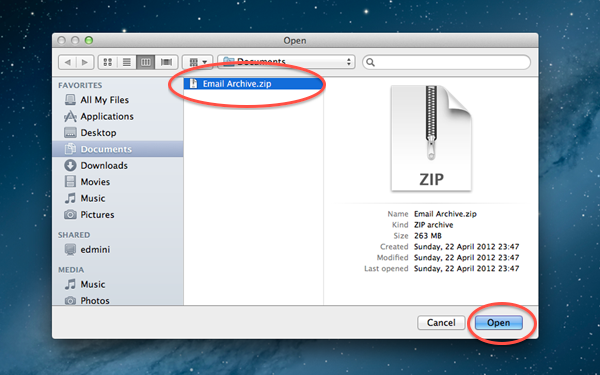 Open
Documents
FAVORITES
All My Files
Applications
Desktop
Documents
Downloads
Movies
Music
Pictures
SHARED
edmini
MEDIA
Music
Photos
Email Archive.zip
ZIP
Name Email Archive.zip
Kind ZIP archive
Size 263 MB
Created Sunday, 22 April 2012 23:47
Modified Sunday, 22 April 2012 23:47
Last opened Sunday, 22 April 2012 23:47
Cancel
Open